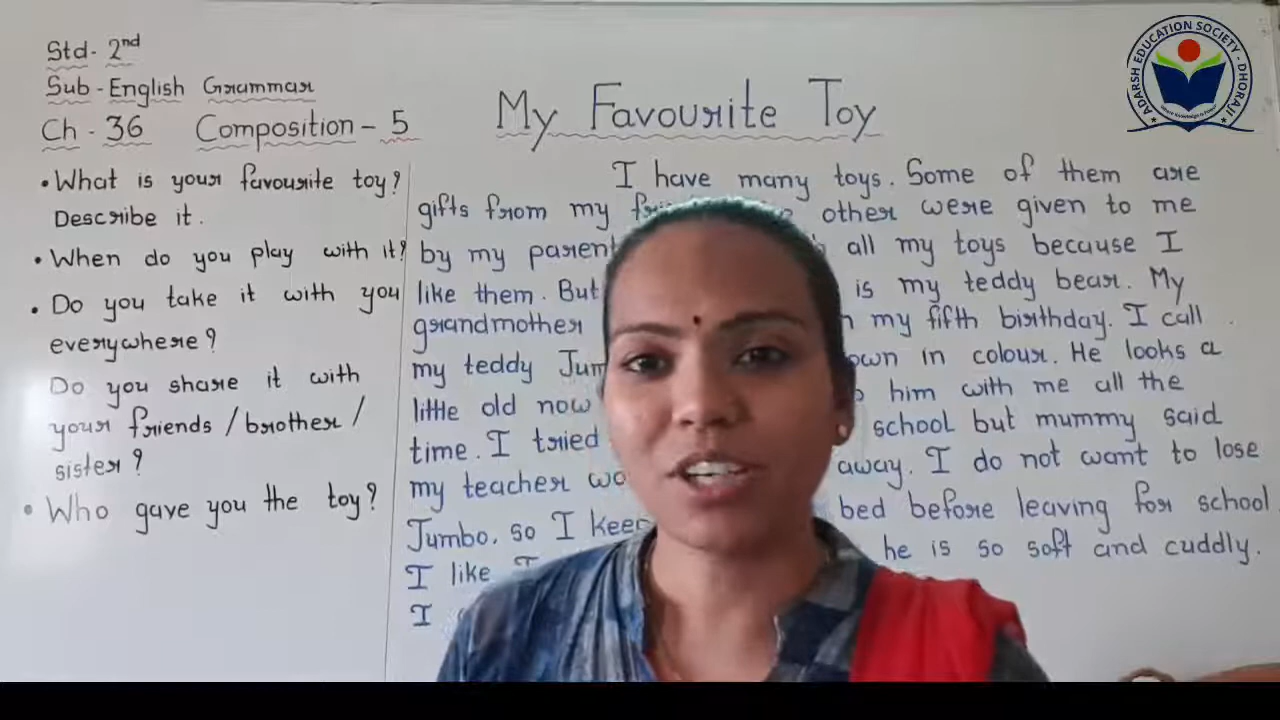 Std- 2nd
Sub - English Grammar
Ch - 36 Composition - 5
My Favourite Toy
ADARSH EDUCATION SOCIETY - DHORAJI
• What is your favourite toy?
Describe it.
• When do you play with it?
• Do you take it with you
everywhere?
Do you share it with
your friends / brother /
sister?
• Who gave you the toy?
I have many toys. Some of them are
gifts from my other were given to me
by my all my toys because I
like them. But is my teddy bear. My
grandmother my fifth birthday. I call
my teddy in colour. He looks a
little old now him with me all the
time. I tried school but mummy said
my teacher away. I do not want to lose
Jumbo. so I keep bed before leaving for school
I like he is so soft and cuddly.
I